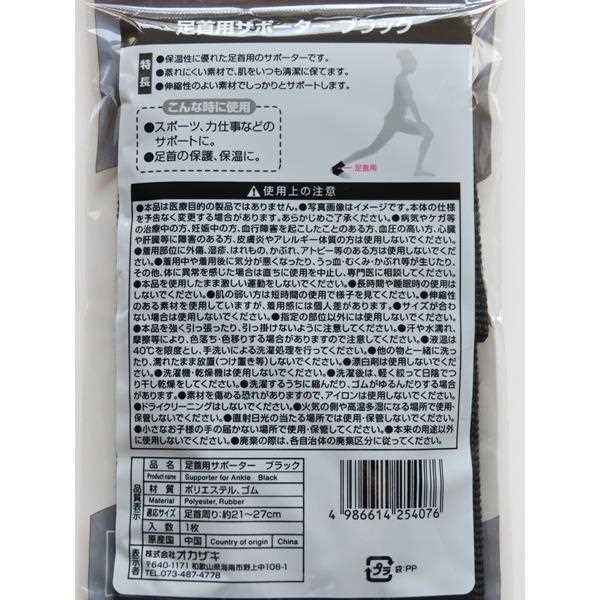 足首用サポーター ブラック
特長
●保温性に優れた足首用のサポーターです。
●蒸れにくい素材で、肌をいつも清潔に保てます。
●伸縮性のよい素材でしっかりとサポートします。
こんな時に使用
●スポーツ、力仕事などの
サポートに。
●足首の保護、保温に。
足首用
使用上の注意
●本品は医療目的の製品ではありません。●写真画像はイメージです。本体の仕様
を予告なく変更する場合があります。あらかじめご了承ください。●病気やケガ等
の治療中の方、妊娠中の方、血行障害を起こしたことのある方、血圧の高い方、心臓
や肝臓等に障害のある方、皮膚炎やアレルギー体質の方は使用しないでください。
●着用部位に外傷、湿疹、はれもの、かぶれ、アトピー等のある方は使用しないでくだ
さい。●着用中や着用後に気分が悪くなったり、うっ血・むくみ・かぶれ等が生じたり、
その他、体に異常を感じた場合は直ちに使用を中止し、専門医に相談してください。
●本品を使用したまま激しい運動をしないでください。●長時間や睡眠時の使用は
しないでください。●肌の弱い方は短時間の使用で様子を見てください。●伸縮性
のある素材を使用していますが、着用感には個人差があります。●サイズが合
わない場合は使用しないでください。●指定の部位以外には使用しないでください。
●本品を強く引っ張ったり、引っ掛けないように注意してください。●汗や水濡れ、
摩擦等により、色落ち・色移りする場合がありますので注意してください。●液温は
40℃を限度とし、手洗いによる洗濯処理を行ってください。●他の物と一緒に洗っ
たり、濡れたまま放置(つけ置き等)しないでください。●漂白剤は使用しないでくだ
さい。●洗濯機・乾燥機は使用しないでください。●洗濯後は、軽く絞って日陰でつ
り干し乾燥をしてください。●洗濯するうちに縮んだり、ゴムがゆるんだりする場合
があります。●素材を傷める恐れがありますので、アイロンは使用しないでください。
●ドライクリーニングはしないでください。●火気の側や高温多湿になる場所で使用・
保管しないでください。●直射日光の当たる場所では使用・保管しないでください。
●小さなお子様の手の届かない場所で使用・保管してください。●本来の用途以外
に使用しないでください。●廃棄の際は、各自治体の廃棄区分に従ってください。
品質表示
品名 足首用サポーター ブラック
Product name Supporter for Ankle Black
材質 ポリエステル、ゴム
Material Polyester, Rubber
適応サイズ 足首周り:約21〜27cm
入数 1枚
原産国 中国 Country of origin China
表示者
株式会社オカザキ
〒640-1171 和歌山県海南市野上中108-1
TEL.073-487-4778
4 986614 254076
プラ 袋:PP